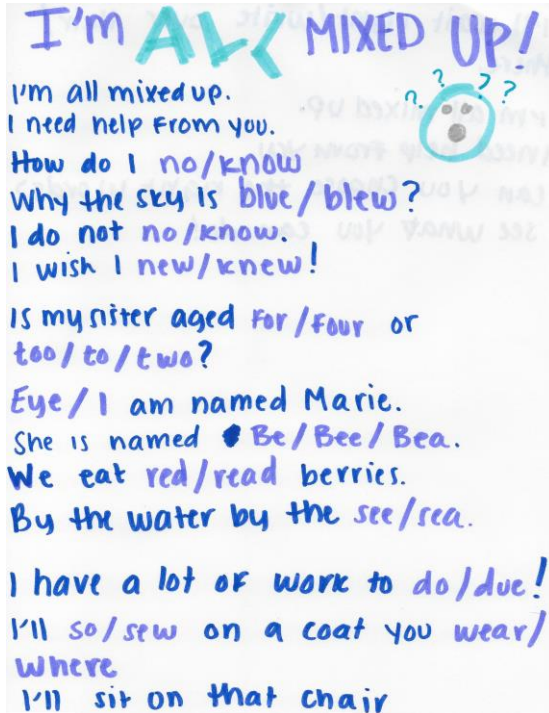 I'M ALL MIXED UP!
? ? ? ?
I'm all mixed up.
I need help from you.
How do I no/know
Why the sky is blue/blew?
I do not no/know.
I wish I new/knew!
Is my siter aged for/four or
too/to/two?
Eye/I am named Marie.
She is named Be/Bee/Bea.
We eat red/read berries.
By the water by the see/sea.
I have a lot of work to do/due!
I'll so/sew on a coat you wear/
where
I'll sit on that chair